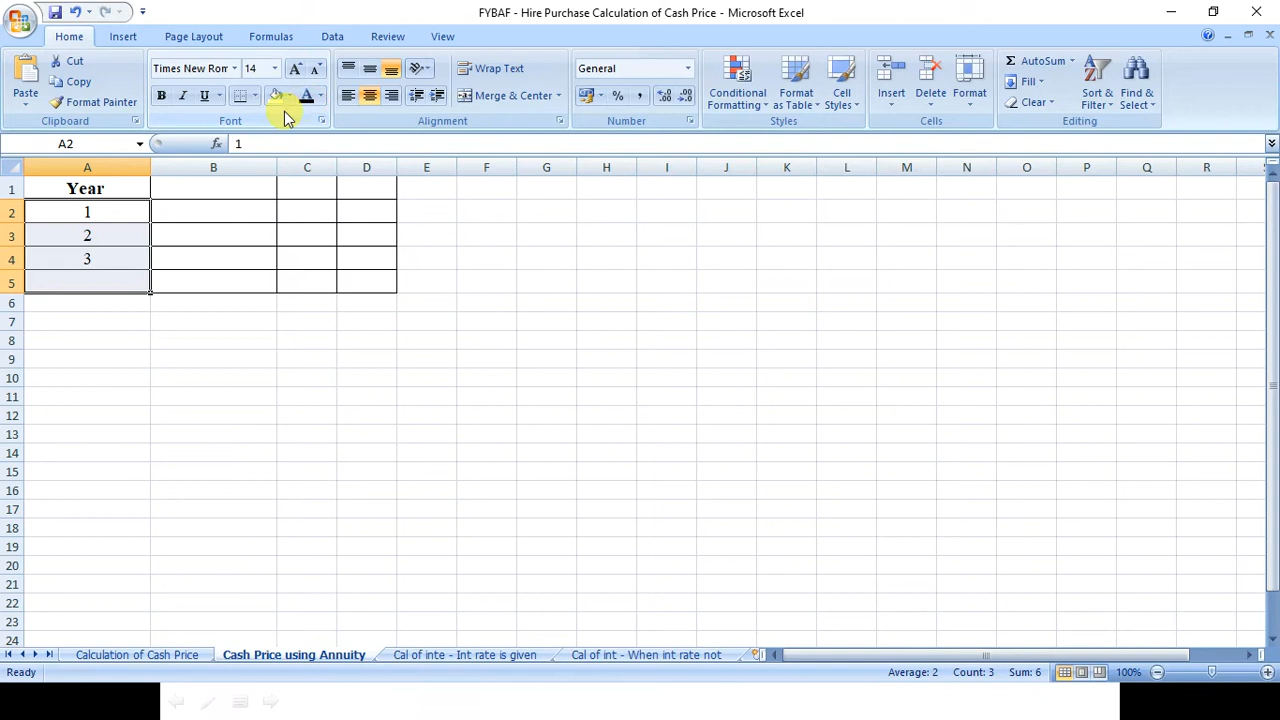 FYBAF - Hire Purchase Calculation of Cash Price - Microsoft Excel
Home Insert Page Layout Formulas Data Review View
Paste Cut Copy Format Painter Clipboard
Times New Rom 14 B I U A Font
Wrap Text Merge & Center Alignment
General % , Number
Conditional Formatting Format as Table Cell Styles Styles
Insert Delete Format Cells
Σ AutoSum Fill Clear Sort & Filter Find & Select Editing
A2 fx 1
A B C D E F G H I J K L M N O P Q R
1 Year
2 1
3 2
4 3
5
6
7
8
9
10
11
12
13
14
15
16
17
18
19
20
21
22
23
24
Calculation of Cash Price Cash Price using Annuity Cal of inte - Int rate is given Cal of int - When int rate not
Ready Average: 2 Count: 3 Sum: 6 100%